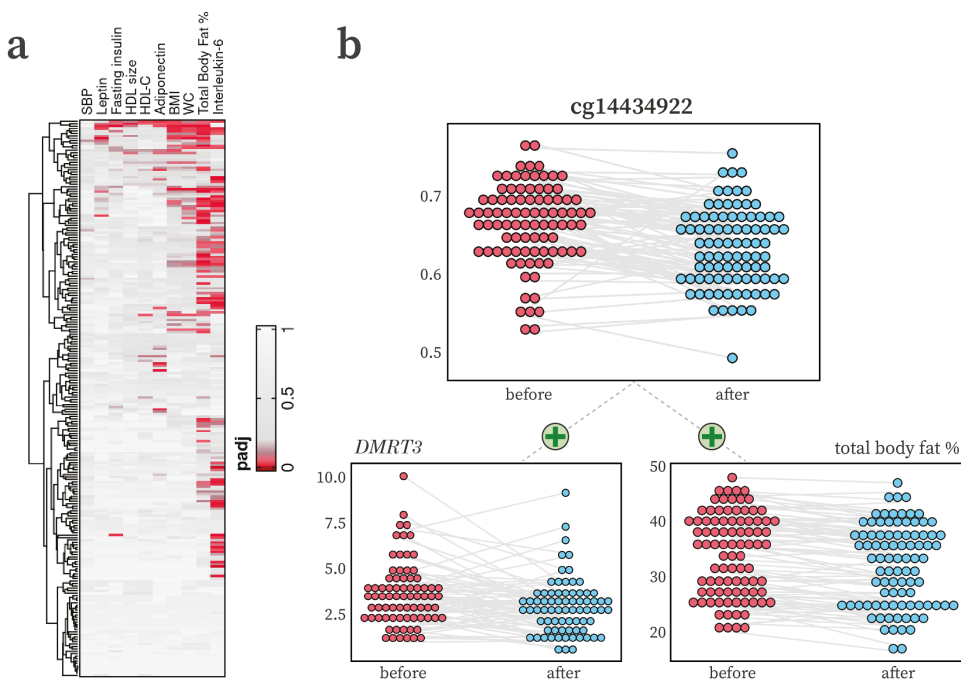 a
b
SBP
Leptin
Fasting insulin
HDL size
HDL-C
Adiponectin
BMI
WC
Total Body Fat %
Interleukin-6
padj
1
0.5
0
cg14434922
0.7
0.6
0.5
before
after
DMRT3
10.0
7.5
5.0
2.5
before
after
total body fat %
50
40
30
20
before
after